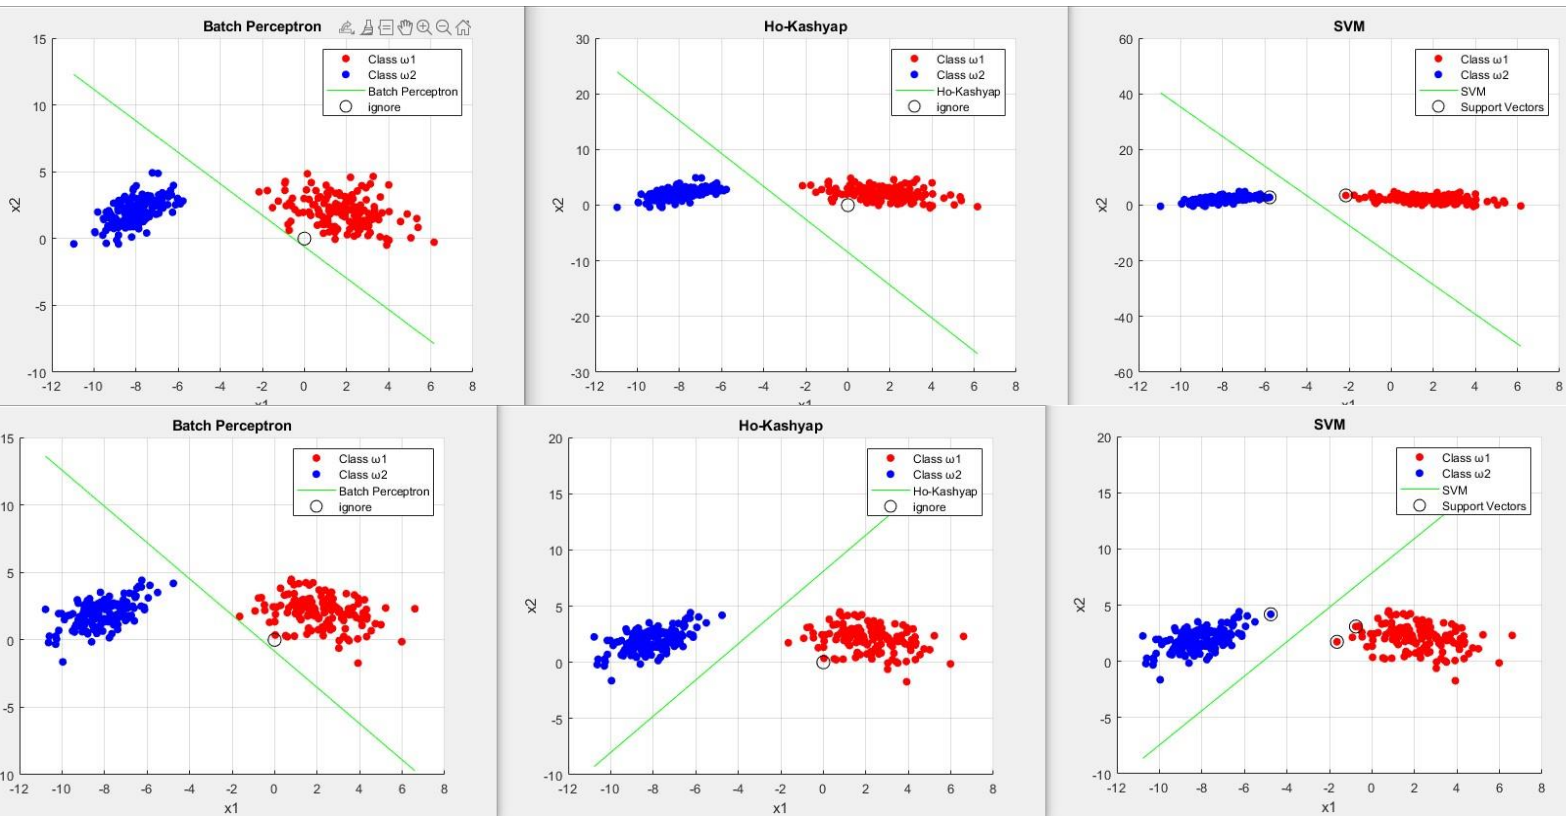 Batch Perceptron
15
10
5
0
-5
-10
-12 -10 -8 -6 -4 -2 0 2 4 6 8
x2
x1
Class ω1
Class ω2
Batch Perceptron
ignore
Ho-Kashyap
30
20
10
0
-10
-20
-30
-12 -10 -8 -6 -4 -2 0 2 4 6 8
x2
x1
Class ω1
Class ω2
Ho-Kashyap
ignore
SVM
60
40
20
0
-20
-40
-60
-12 -10 -8 -6 -4 -2 0 2 4 6 8
x2
x1
Class ω1
Class ω2
SVM
Support Vectors
Batch Perceptron
15
10
5
0
-5
10
-12 -10 -8 -6 -4 -2 0 2 4 6 8
x1
Class ω1
Class ω2
Batch Perceptron
ignore
Ho-Kashyap
20
15
10
5
0
-5
-10
-12 -10 -8 -6 -4 -2 0 2 4 6 8
x2
x1
Class ω1
Class ω2
Ho-Kashyap
ignore
SVM
20
15
10
5
0
-5
-10
-12 -10 -8 -6 -4 -2 0 2 4 6 8
x2
x1
Class ω1
Class ω2
SVM
Support Vectors